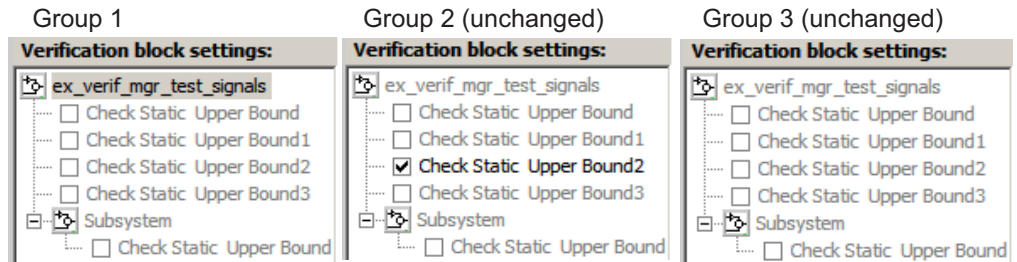 Group 1
Verification block settings:
ex_verif_mgr_test_signals
Check Static Upper Bound
Check Static Upper Bound1
Check Static Upper Bound2
Check Static Upper Bound3
Subsystem
Check Static Upper Bound
Group 2 (unchanged)
Verification block settings:
ex_verif_mgr_test_signals
Check Static Upper Bound
Check Static Upper Bound1
Check Static Upper Bound2
Check Static Upper Bound3
Subsystem
Check Static Upper Bound
Group 3 (unchanged)
Verification block settings:
ex_verif_mgr_test_signals
Check Static Upper Bound
Check Static Upper Bound1
Check Static Upper Bound2
Check Static Upper Bound3
Subsystem
Check Static Upper Bound